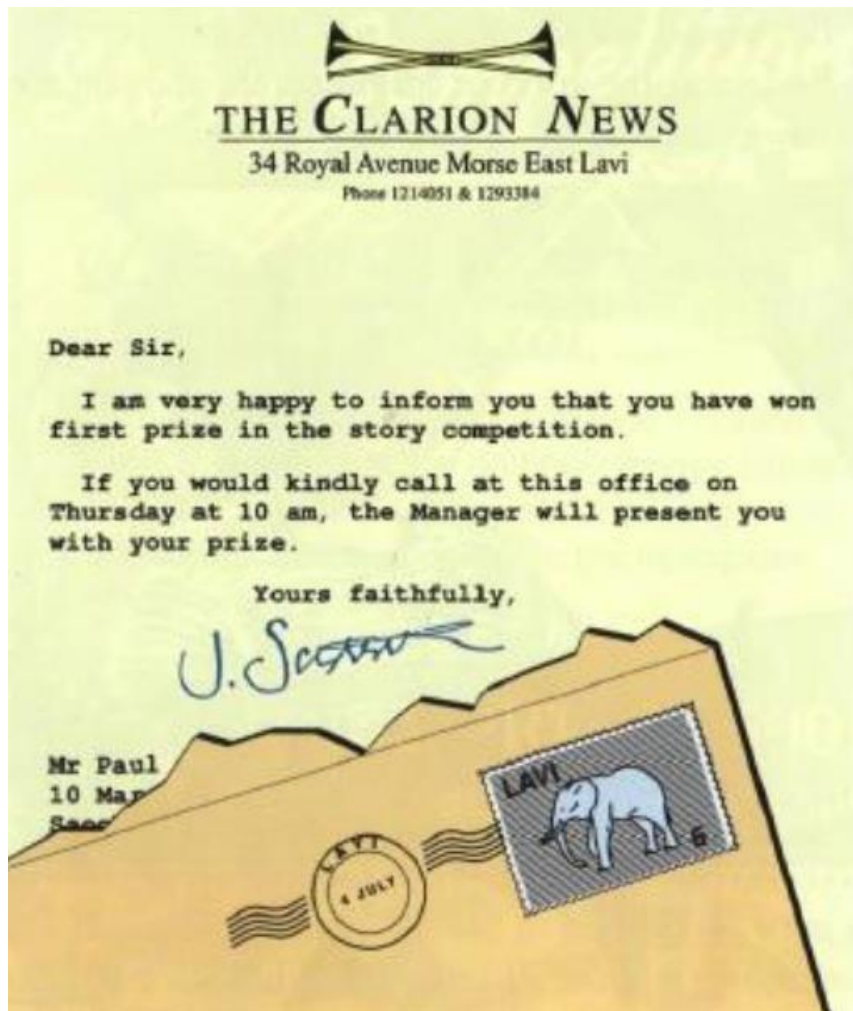 THE CLARION NEWS
34 Royal Avenue Morse East Lavi
Phone 1214051 & 1293384
Dear Sir,
I am very happy to inform you that you have won
first prize in the story competition.
If you would kindly call at this office on
Thursday at 10 am, the Manager will present you
with your prize.
Yours faithfully,
J.
Mr Paul
10
LAVI
6
LAVI
4 JULY